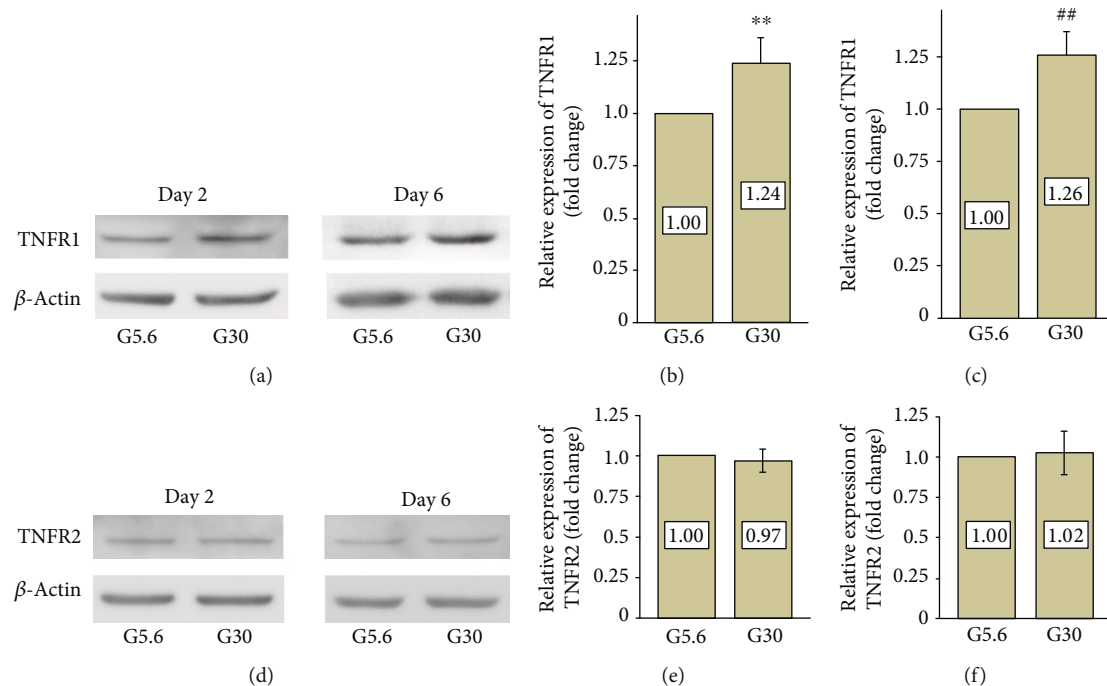 Day 2
Day 6
TNFR1
β-Actin
G5.6
G30
G5.6
G30
(a)
Relative expression of TNFR1
(fold change)
**
1.25
1.0
0.75
0.5
0.25
0
1.00
1.24
G5.6
G30
(b)
Relative expression of TNFR1
(fold change)
##
1.25
1.0
0.75
0.5
0.25
0
1.00
1.26
G5.6
G30
(c)
Day 2
Day 6
TNFR2
β-Actin
G5.6
G30
G5.6
G30
(d)
Relative expression of
TNFR2 (fold change)
1.25
1.0
0.75
0.5
0.25
0
1.00
0.97
G5.6
G30
(e)
Relative expression of
TNFR2 (fold change)
1.25
1.0
0.75
0.5
0.25
0
1.00
1.02
G5.6
G30
(f)